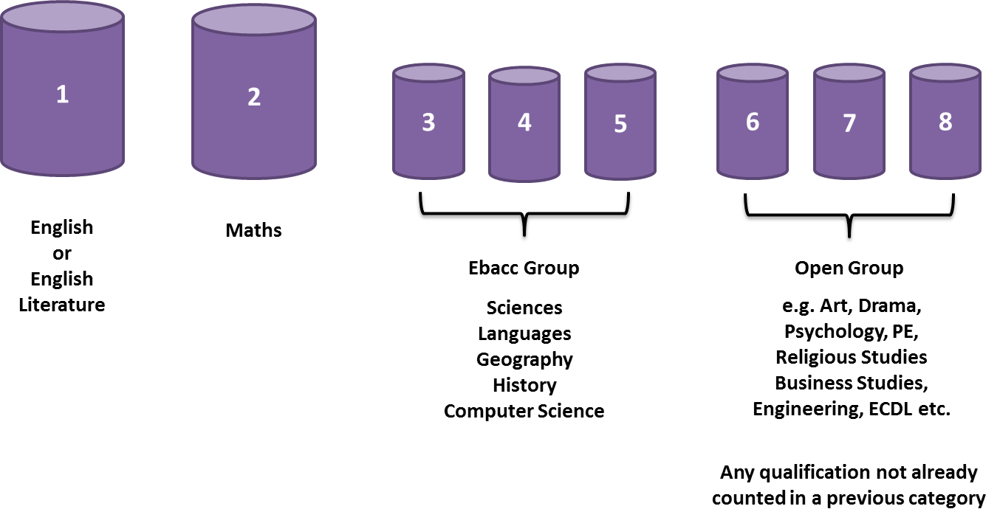 1
2
3
4
5
6
7
8
English
or
English
Literature
Maths
Ebacc Group
Sciences
Languages
Geography
History
Computer Science
Open Group
e.g. Art, Drama,
Psychology, PE,
Religious Studies
Business Studies,
Engineering, ECDL etc.
Any qualification not already
counted in a previous category